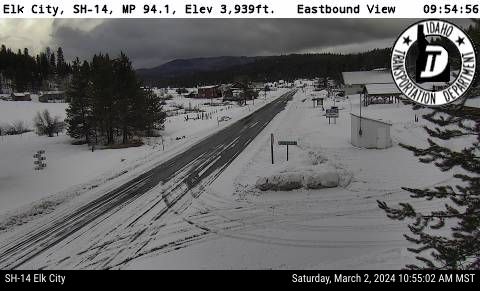 Elk City, SH-14, MP 94.1, Elev 3,939ft. Eastbound View 09:54:56
IDAHO
TRANSPORTATION DEPARTMENT
SH-14 Elk City Saturday, March 2, 2024 10:55:02 AM MST